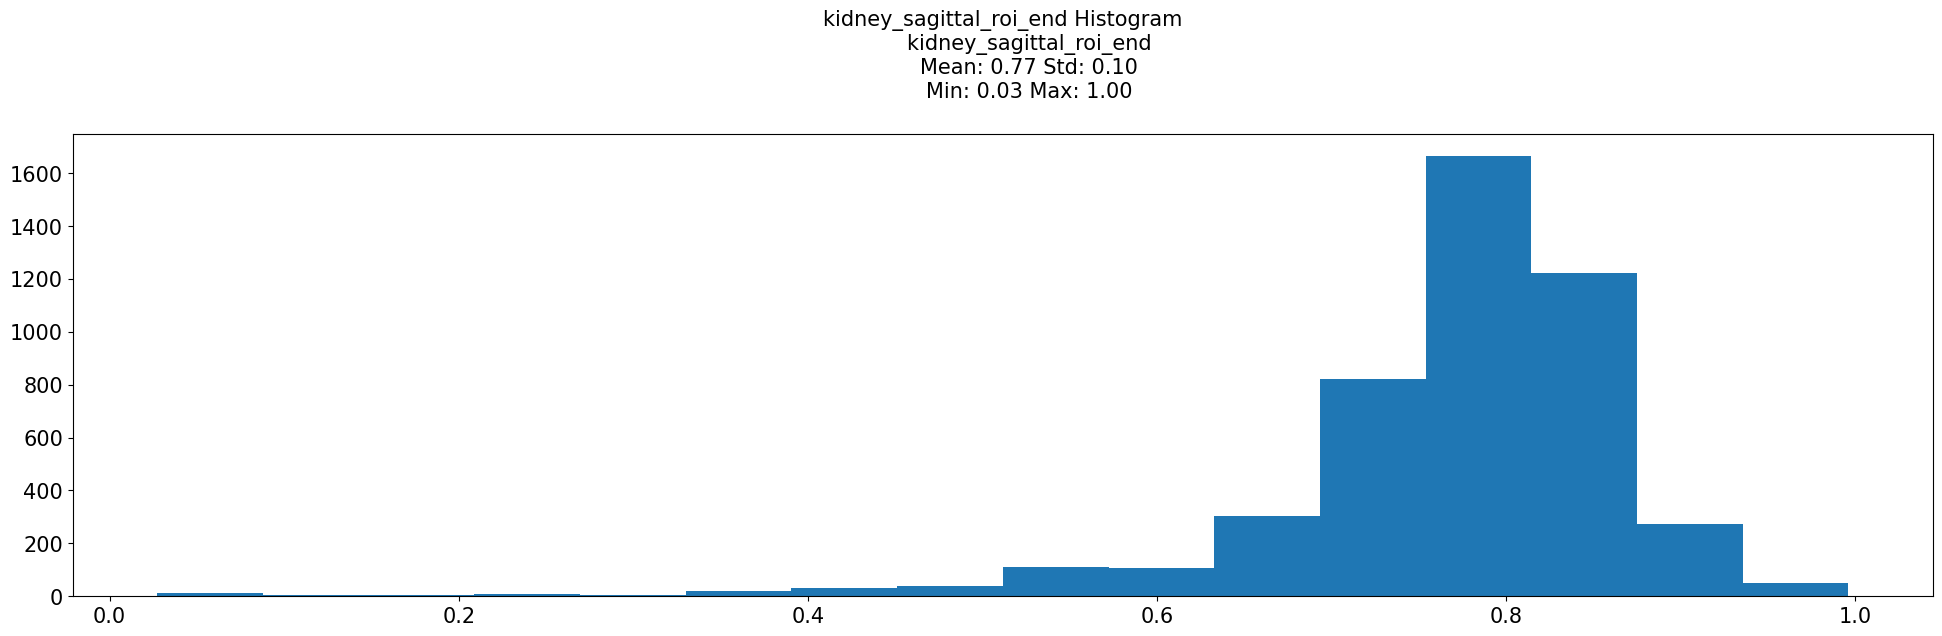 kidney_sagittal_roi_end Histogram
kidney_sagittal_roi_end
Mean: 0.77 Std: 0.10
Min: 0.03 Max: 1.00
1600
1400
1200
1000
800
600
400
200
0
0.0 0.2 0.4 0.6 0.8 1.0